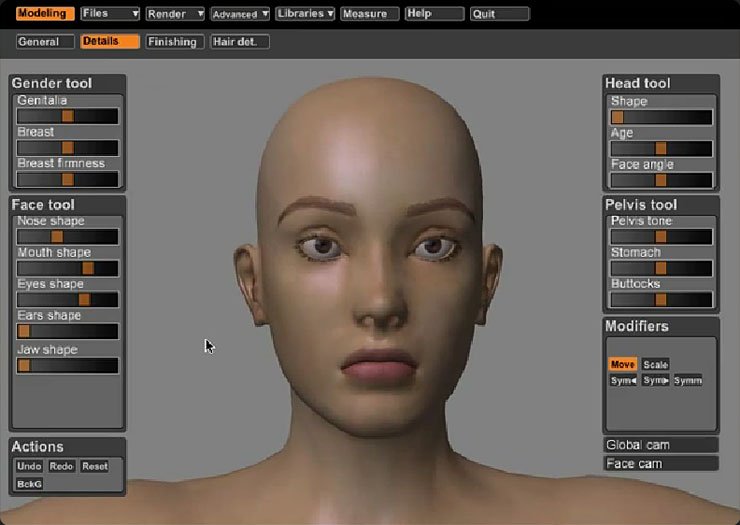 Modeling Files Render Advanced Libraries Measure Help Quit
General Details Finishing Hair det.
Gender tool
Genitalia
Breast
Breast firmness
Face tool
Nose shape
Mouth shape
Eyes shape
Ears shape
Jaw shape
Actions
Undo Redo Reset
BckG
Head tool
Shape
Age
Face angle
Pelvis tool
Pelvis tone
Stomach
Buttocks
Modifiers
Move Scale
Sym Sym Symm
Global cam
Face cam